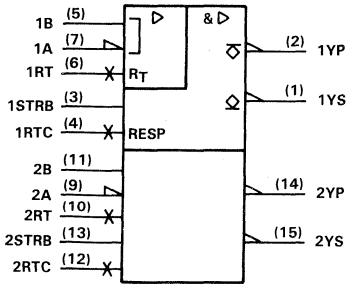 1B (5) & (2) 1YP
1A (7)
1RT (6) RT
1STRB (3) (1) 1YS
1RTC (4) RESP
2B (11)
2A (9) (14) 2YP
2RT (10)
2STRB (13) (15) 2YS
2RTC (12)